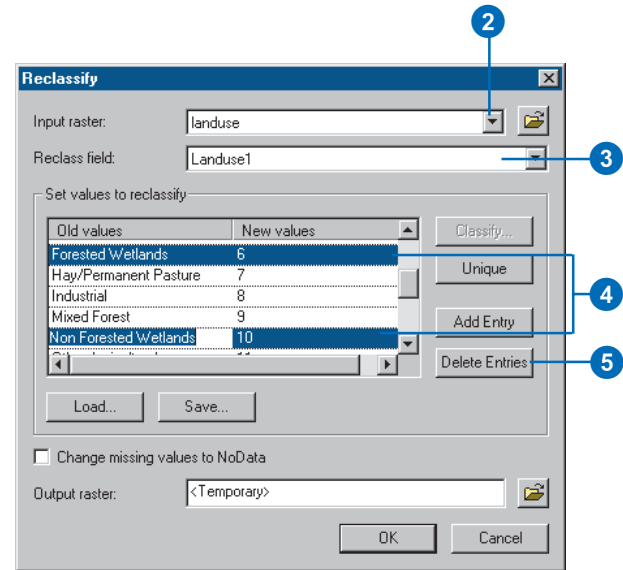 2
Reclassify
Input raster: landuse
Reclass field: Landuse1
3
Set values to reclassify
Old values New values
Classify...
Forested Wetlands 6
Hay/Permanent Pasture 7
Unique
Industrial 8
4
Mixed Forest 9
Add Entry
Non Forested Wetlands 10
Delete Entries
5
Load... Save...
Change missing values to NoData
Output raster: <Temporary>
OK Cancel